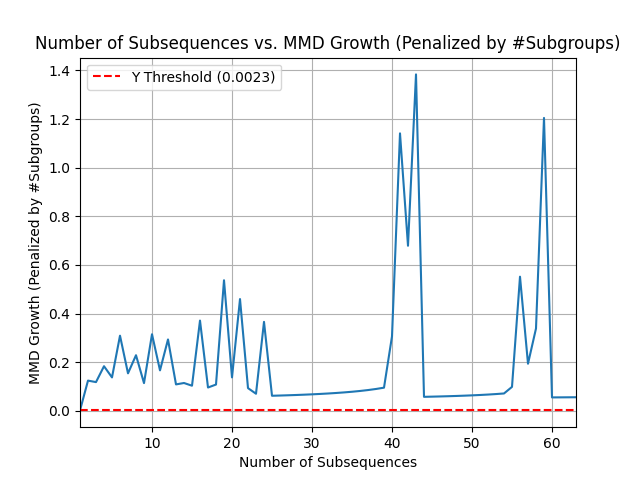 Number of Subsequences vs. MMD Growth (Penalized by #Subgroups)
Y Threshold (0.0023)
MMD Growth (Penalized by #Subgroups)
1.4
1.2
1.0
0.8
0.6
0.4
0.2
0.0
10 20 30 40 50 60
Number of Subsequences